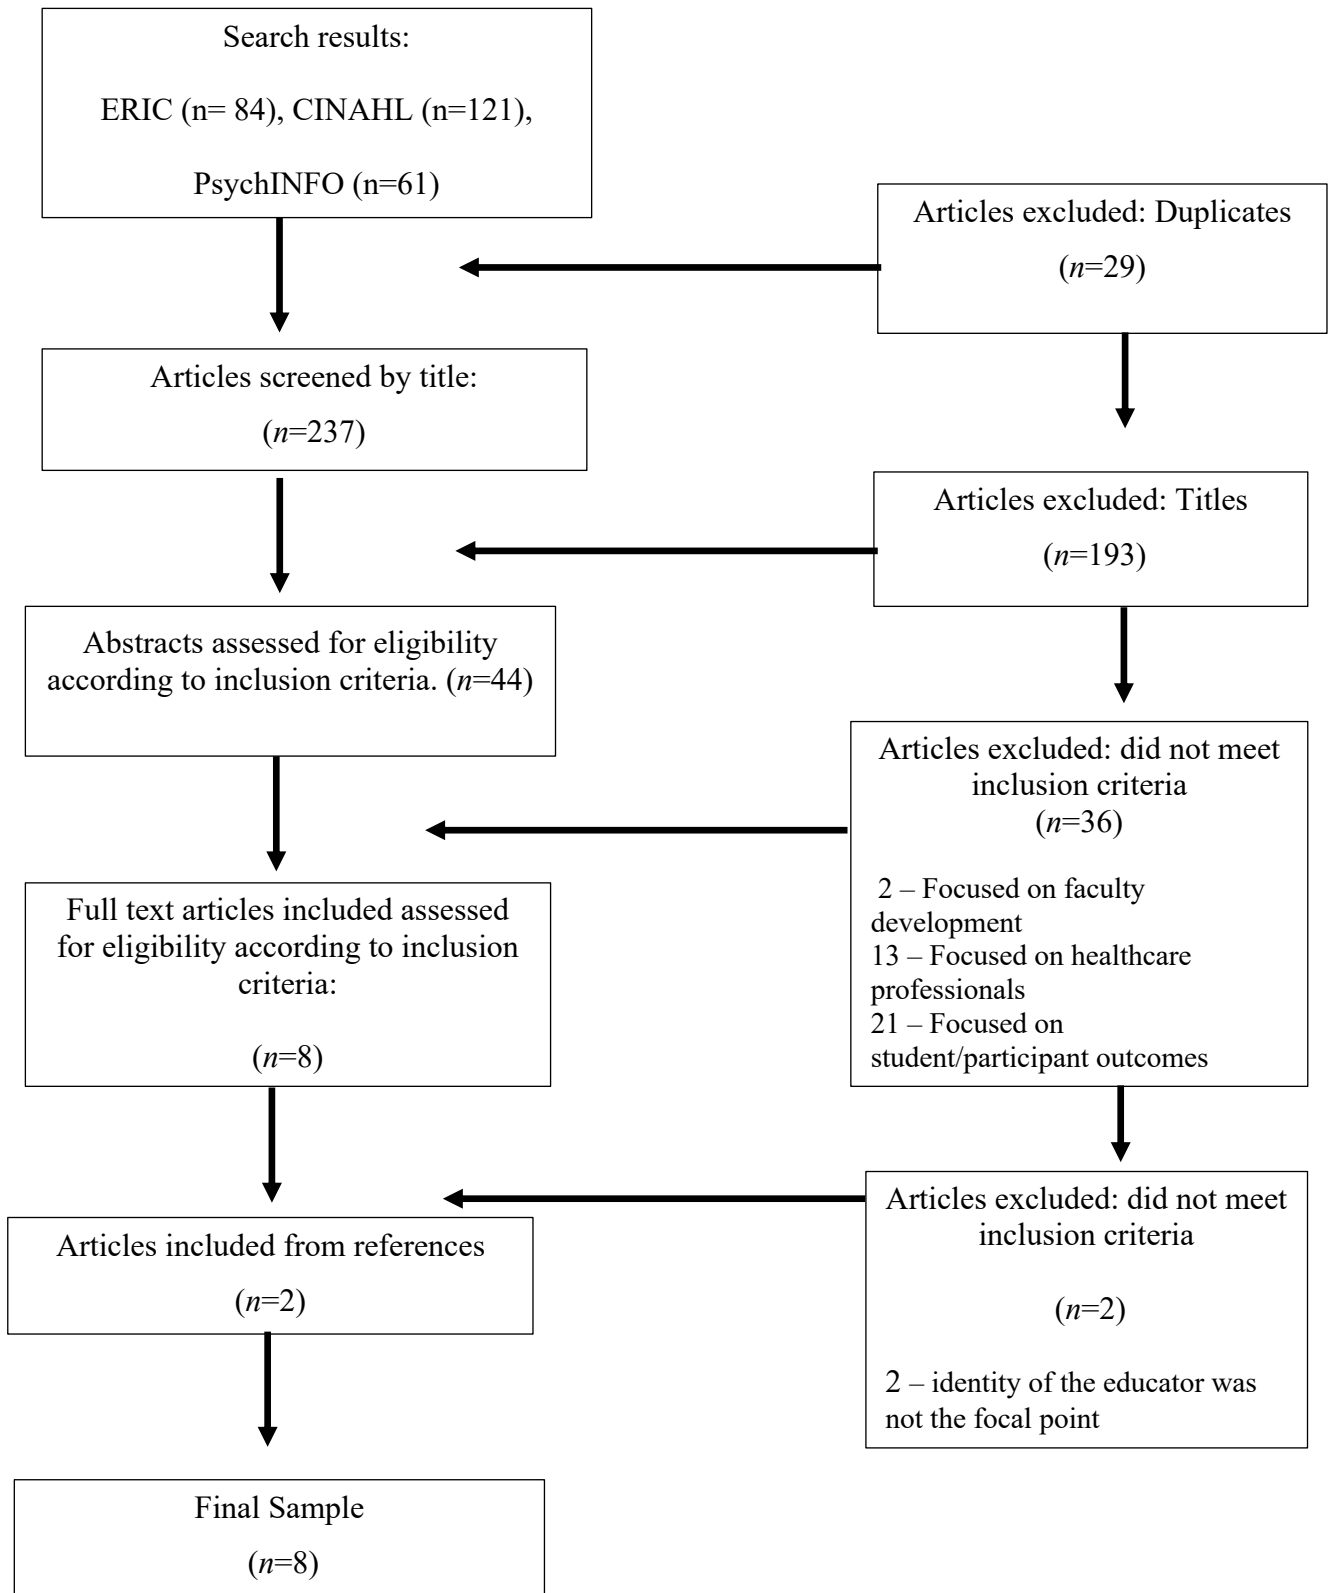 Search results:
ERIC (n= 84), CINAHL (n=121),
PsychINFO (n=61)
Articles excluded: Duplicates
(n=29)
Articles screened by title:
(n=237)
Articles excluded: Titles
(n=193)
Abstracts assessed for eligibility
according to inclusion criteria. (n=44)
Articles excluded: did not meet
inclusion criteria
(n=36)
2 – Focused on faculty
development
13 – Focused on healthcare
professionals
21 – Focused on
student/participant outcomes
Full text articles included assessed
for eligibility according to inclusion
criteria:
(n=8)
Articles excluded: did not meet
inclusion criteria
(n=2)
2 – identity of the educator was
not the focal point
Articles included from references
(n=2)
Final Sample
(n=8)